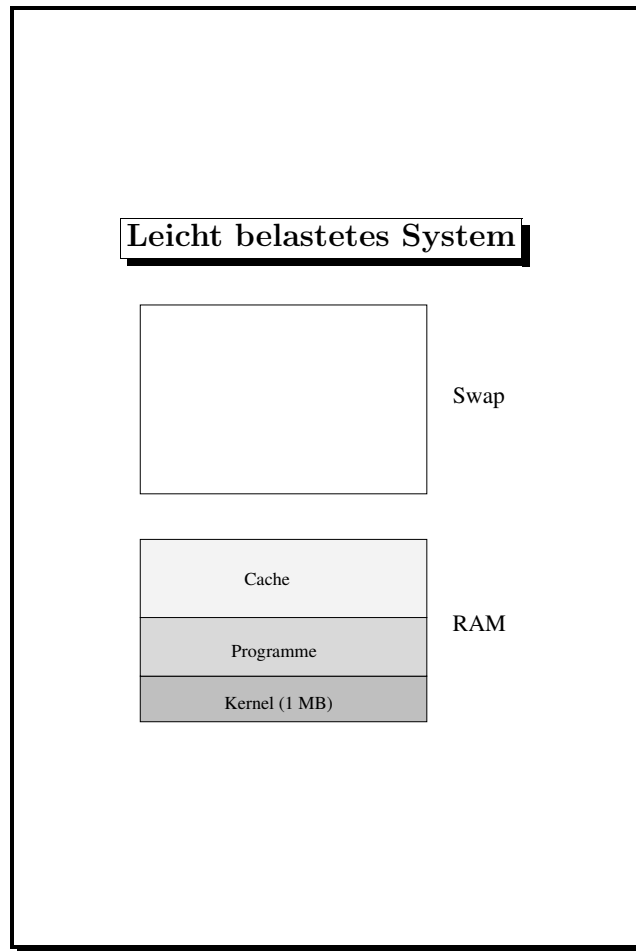 Leicht belastetes System
Swap
Cache
RAM
Programme
Kernel (1 MB)